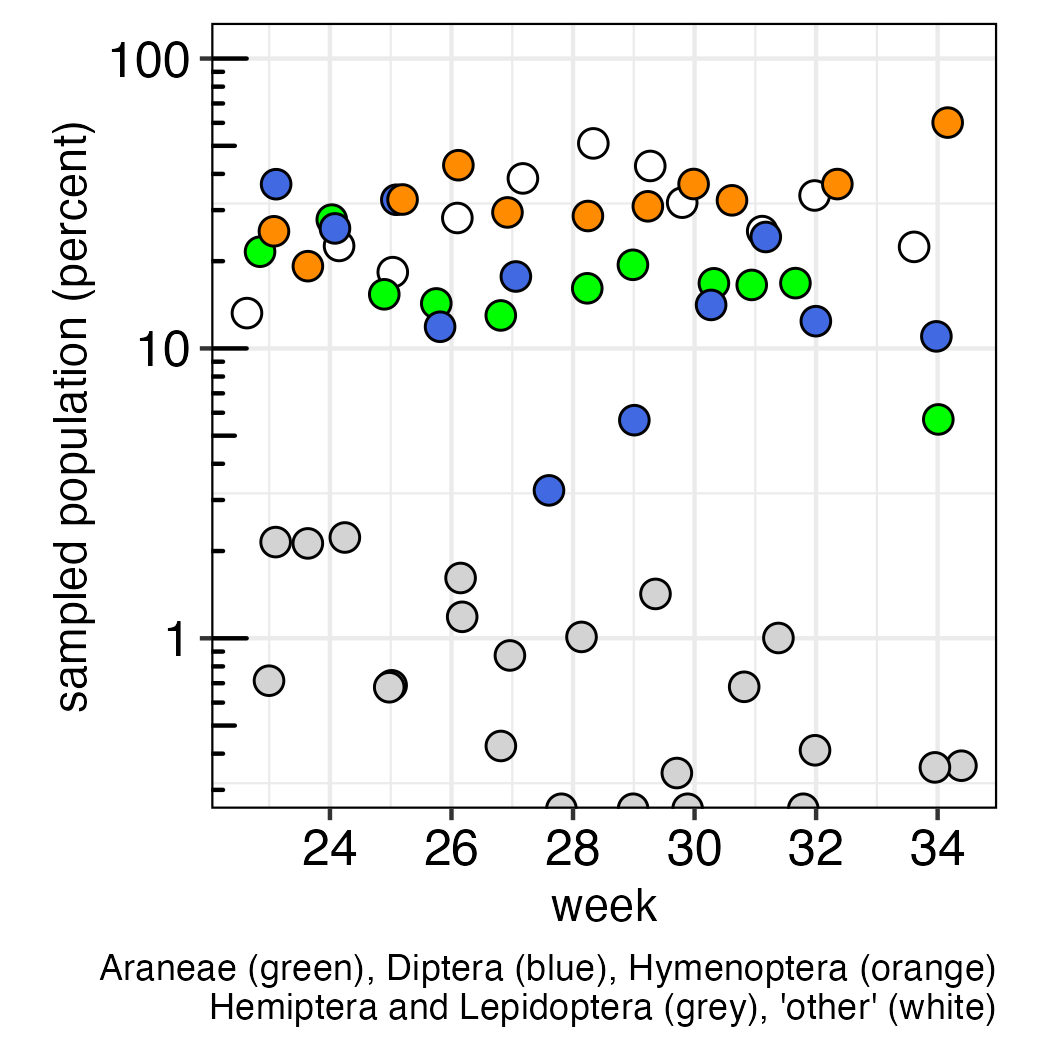 sampled population (percent)
100
10
1
24 26 28 30 32 34
week
Araneae (green), Diptera (blue), Hymenoptera (orange)
Hemiptera and Lepidoptera (grey), 'other' (white)